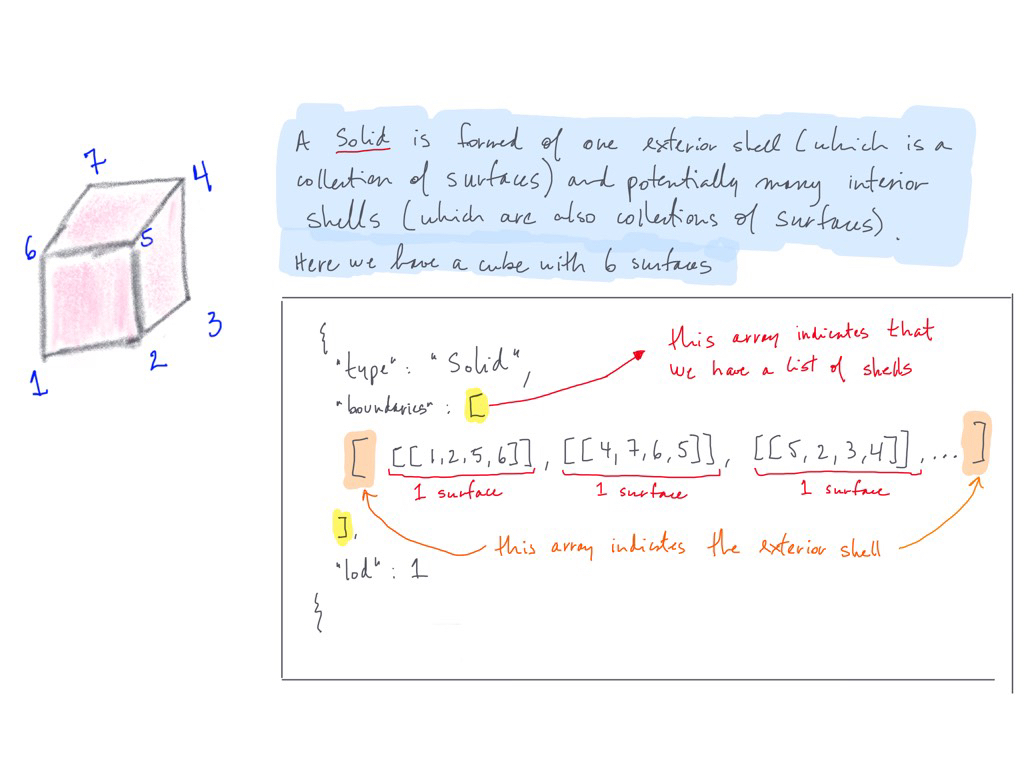 A Solid is formed of one exterior shell (which is a
collection of surfaces) and potentially many interior
shells (which are also collections of surfaces).
Here we have a cube with 6 surfaces
7
4
6
5
3
2
1
{
"type": "Solid",
"boundaries": [
this array indicates that
we have a list of shells
[ [[1,2,5,6]], [[4,7,6,5]], [[5,2,3,4]], ... ]
1 surface
1 surface
1 surface
],
this array indicates the exterior shell
"lod": 1
{